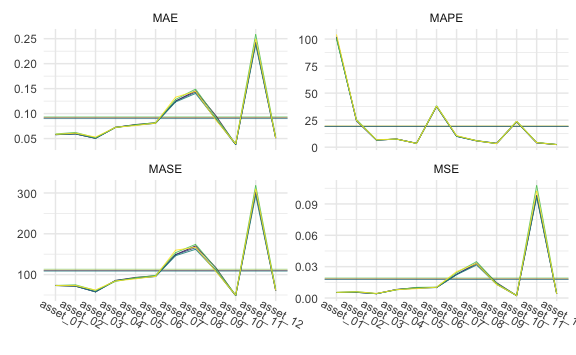 MAE
MAPE
0.25
0.20
0.15
0.10
0.05
100
75
50
25
0
MASE
MSE
300
200
100
0.09
0.06
0.03
0.00
asset_01
asset_02
asset_03
asset_04
asset_05
asset_06
asset_07
asset_08
asset_09
asset_10
asset_11
asset_12
asset_01
asset_02
asset_03
asset_04
asset_05
asset_06
asset_07
asset_08
asset_09
asset_10
asset_11